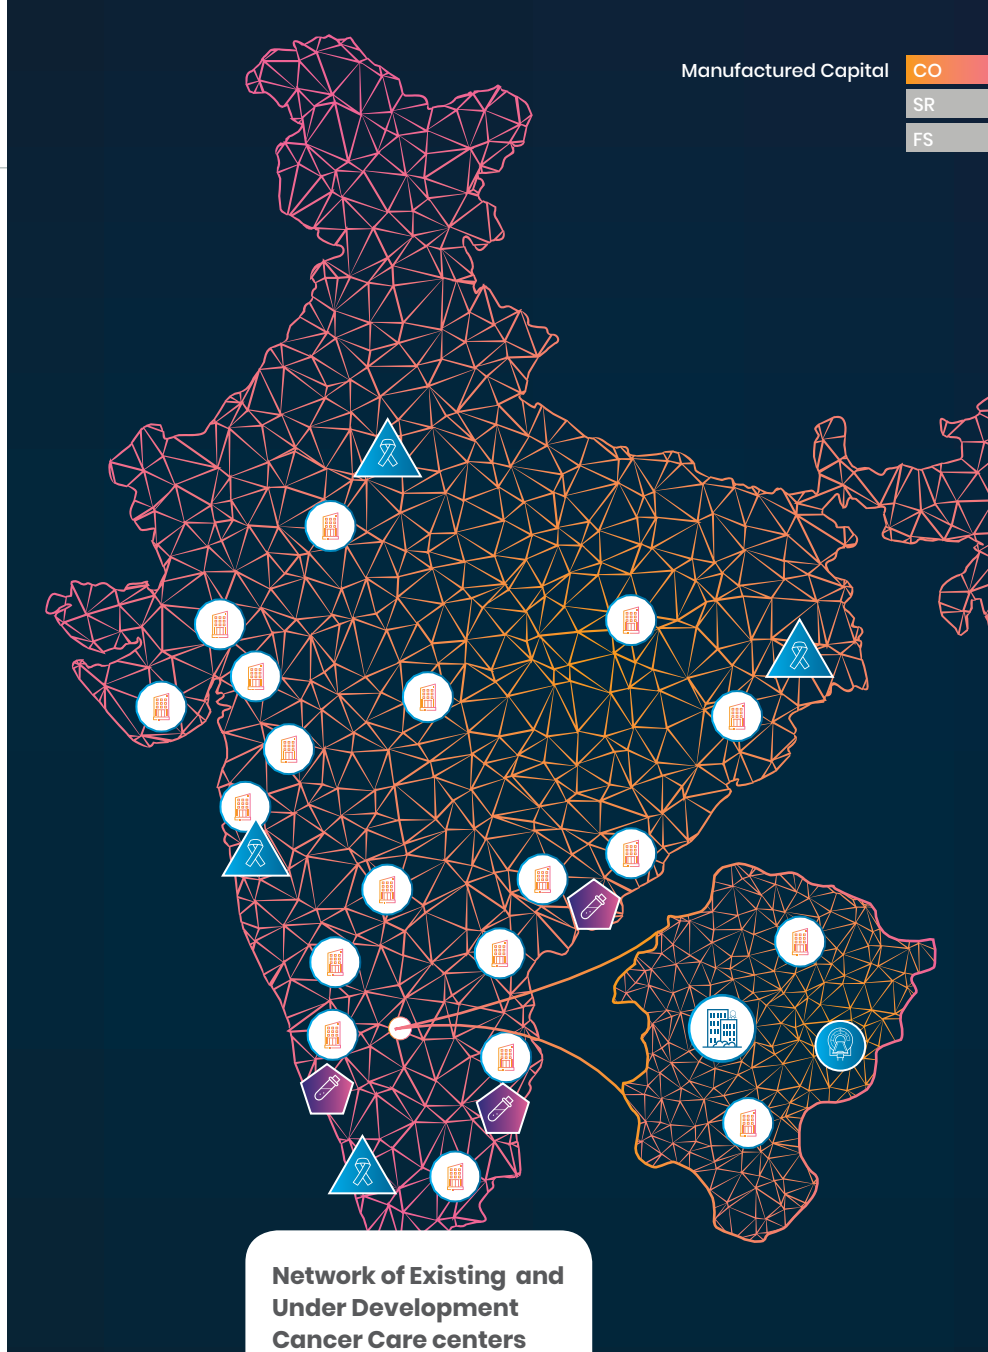 Manufactured Capital
CO
SR
FS
Network of Existing and
Under Development
Cancer Care centers